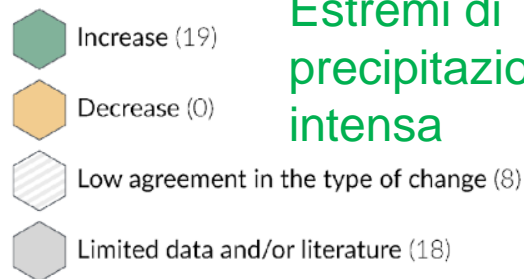 Estremi di
intensa
Increase (19)
Decrease (0)
Low agreement in the type of change (8)
Limited data and/or literature (18)